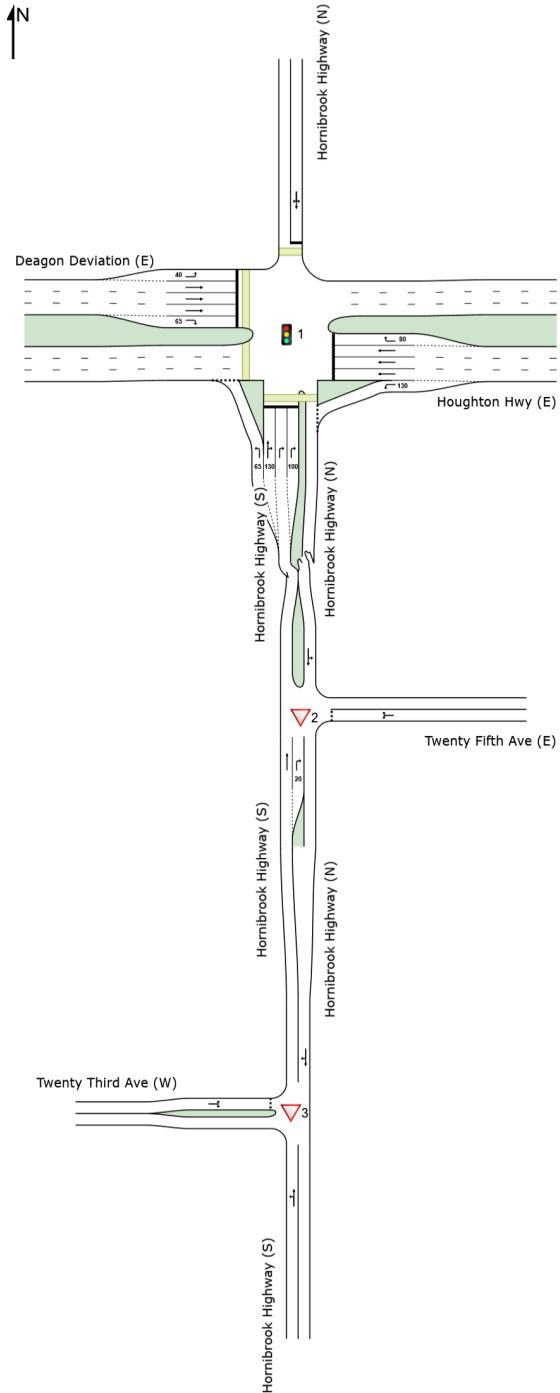 N
Hornibrook Highway (N)
Deagon Deviation (E)
40
65
1
80
130
Houghton Hwy (E)
65 130 100
Hornibrook Highway (S)
Hornibrook Highway (N)
2
Twenty Fifth Ave (E)
20
Hornibrook Highway (S)
Hornibrook Highway (N)
Twenty Third Ave (W)
3
Hornibrook Highway (S)